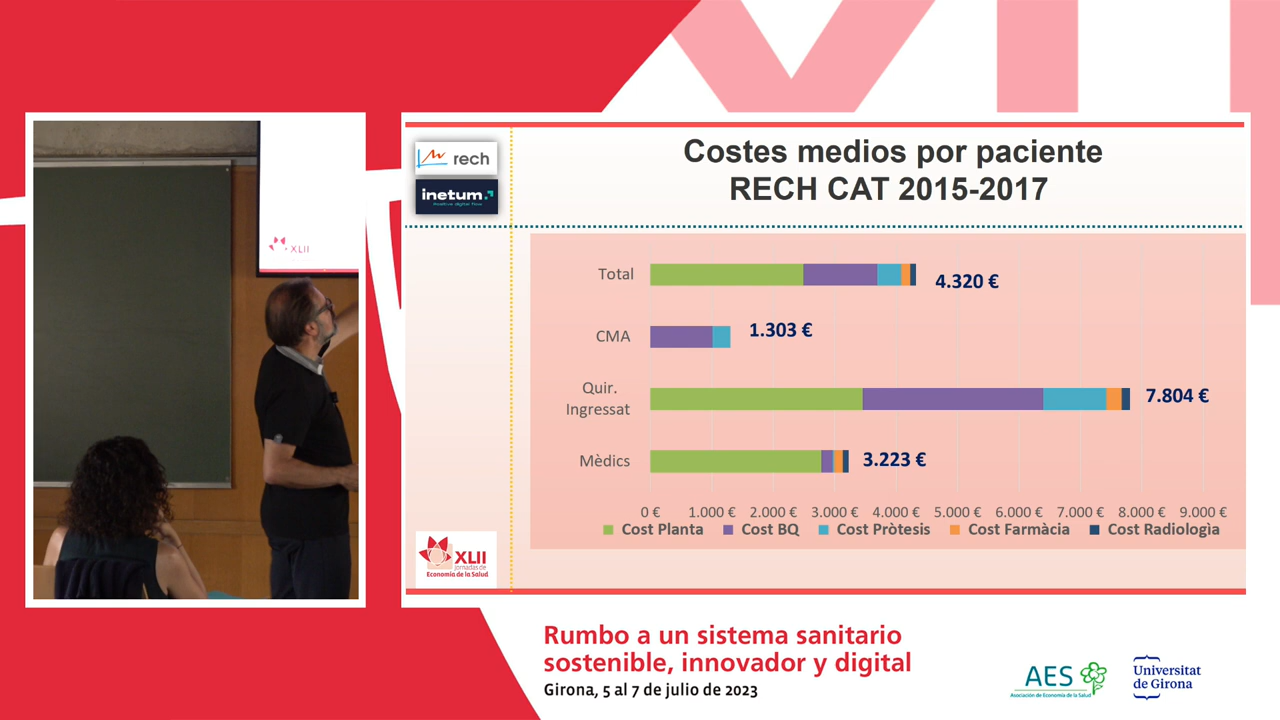 XLII
rech
inetum.
Positive digital flow
Costes medios por paciente
RECH CAT 2015-2017
Total
4.320 €
CMA
1.303 €
Quir.
Ingressat
7.804 €
Mèdics
3.223 €
0 € 1.000 € 2.000 € 3.000 € 4.000 € 5.000 € 6.000 € 7.000 € 8.000 € 9.000 €
Cost Planta Cost BQ Cost Pròtesis Cost Farmàcia Cost Radiologia
XLII
Jornadas de
Economía de la Salud
Rumbo a un sistema sanitario
sostenible, innovador y digital
Girona, 5 al 7 de julio de 2023
AES
Asociación de Economía de la Salud
Universitat
de Girona